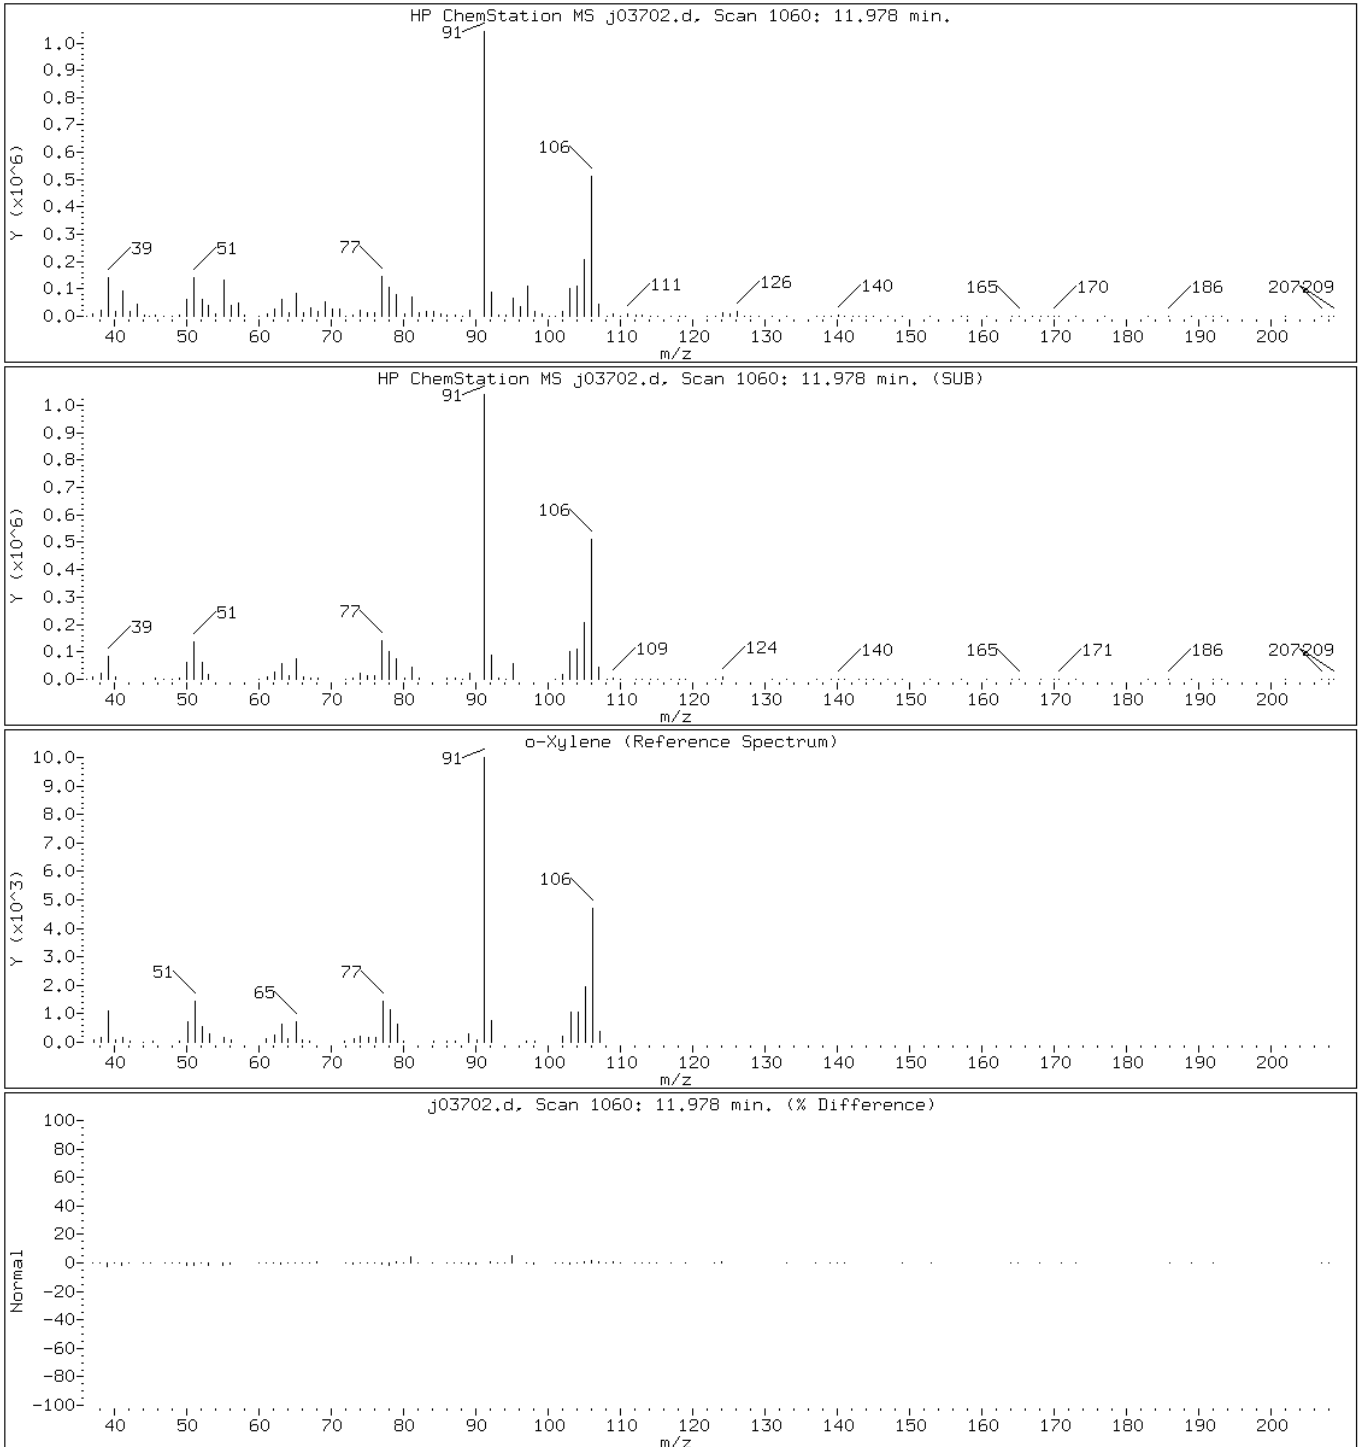 HP ChemStation MS j03702.d, Scan 1060: 11.978 min.
91
1.0
0.9
0.8
0.7
0.6
0.5
0.4
0.3
0.2
0.1
0.0
Y (x10^6)
106
39 51 77
111 126 140 165 170 186 207 209
40 50 60 70 80 90 100 110 120 130 140 150 160 170 180 190 200
m/z
HP ChemStation MS j03702.d, Scan 1060: 11.978 min. (SUB)
91
1.0
0.9
0.8
0.7
0.6
0.5
0.4
0.3
0.2
0.1
0.0
Y (x10^6)
106
39 51 77
109 124 140 165 171 186 207 209
40 50 60 70 80 90 100 110 120 130 140 150 160 170 180 190 200
m/z
o-Xylene (Reference Spectrum)
91
10.0
9.0
8.0
7.0
6.0
5.0
4.0
3.0
2.0
1.0
0.0
Y (x10^3)
106
51 65 77
40 50 60 70 80 90 100 110 120 130 140 150 160 170 180 190 200
m/z
j03702.d, Scan 1060: 11.978 min. (% Difference)
100
80
60
40
20
0
-20
-40
-60
-80
-100
Normal
40 50 60 70 80 90 100 110 120 130 140 150 160 170 180 190 200
m/z